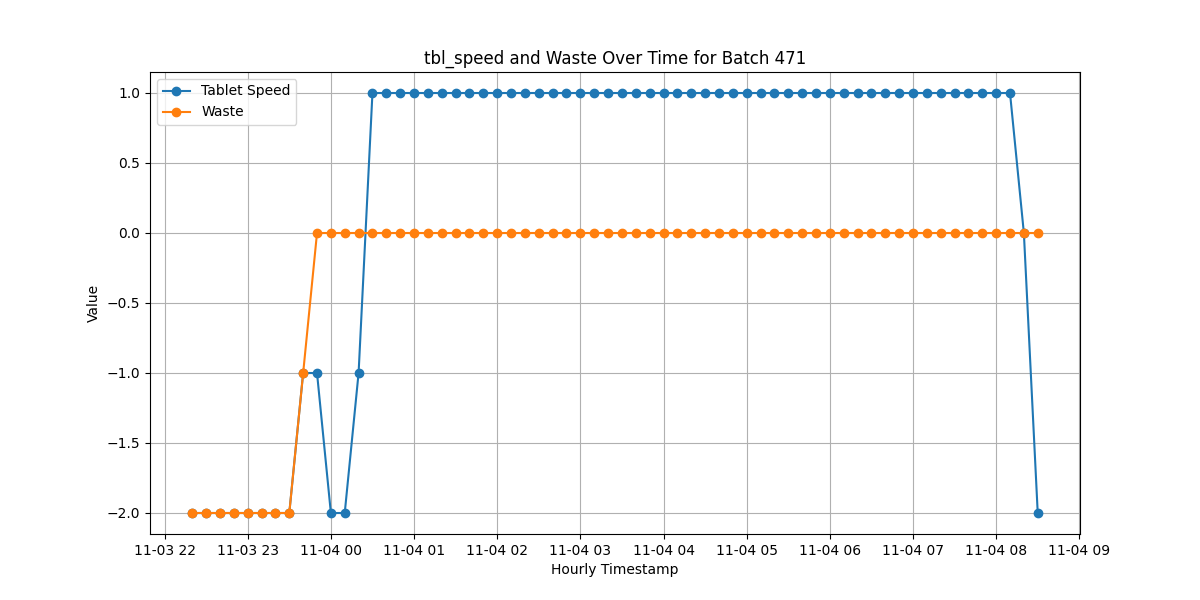 tbl_speed and Waste Over Time for Batch 471
Tablet Speed
Waste
1.0
0.5
0.0
−0.5
−1.0
−1.5
−2.0
Value
11-03 22 11-03 23 11-04 00 11-04 01 11-04 02 11-04 03 11-04 04 11-04 05 11-04 06 11-04 07 11-04 08 11-04 09
Hourly Timestamp